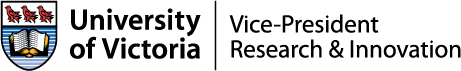 University
of Victoria
Vice-President
Research & Innovation